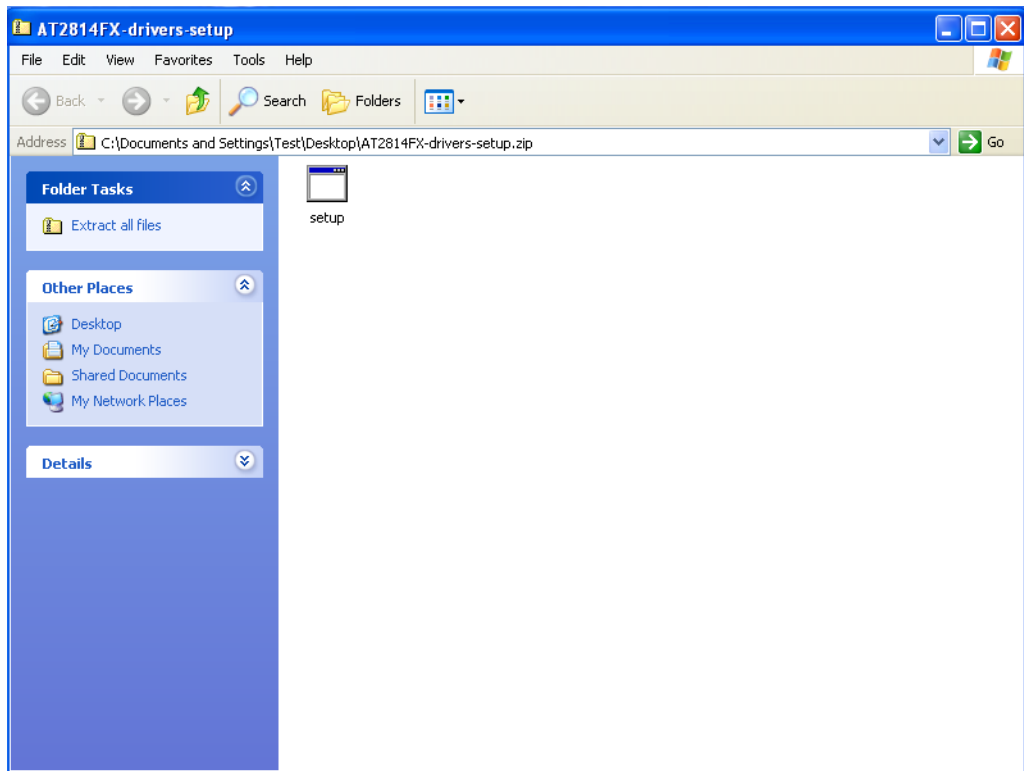 AT2814FX-drivers-setup
File Edit View Favorites Tools Help
Back Search Folders
Address C:\Documents and Settings\Test\Desktop\AT2814FX-drivers-setup.zip Go
Folder Tasks
Extract all files
Other Places
Desktop
My Documents
Shared Documents
My Network Places
Details
setup